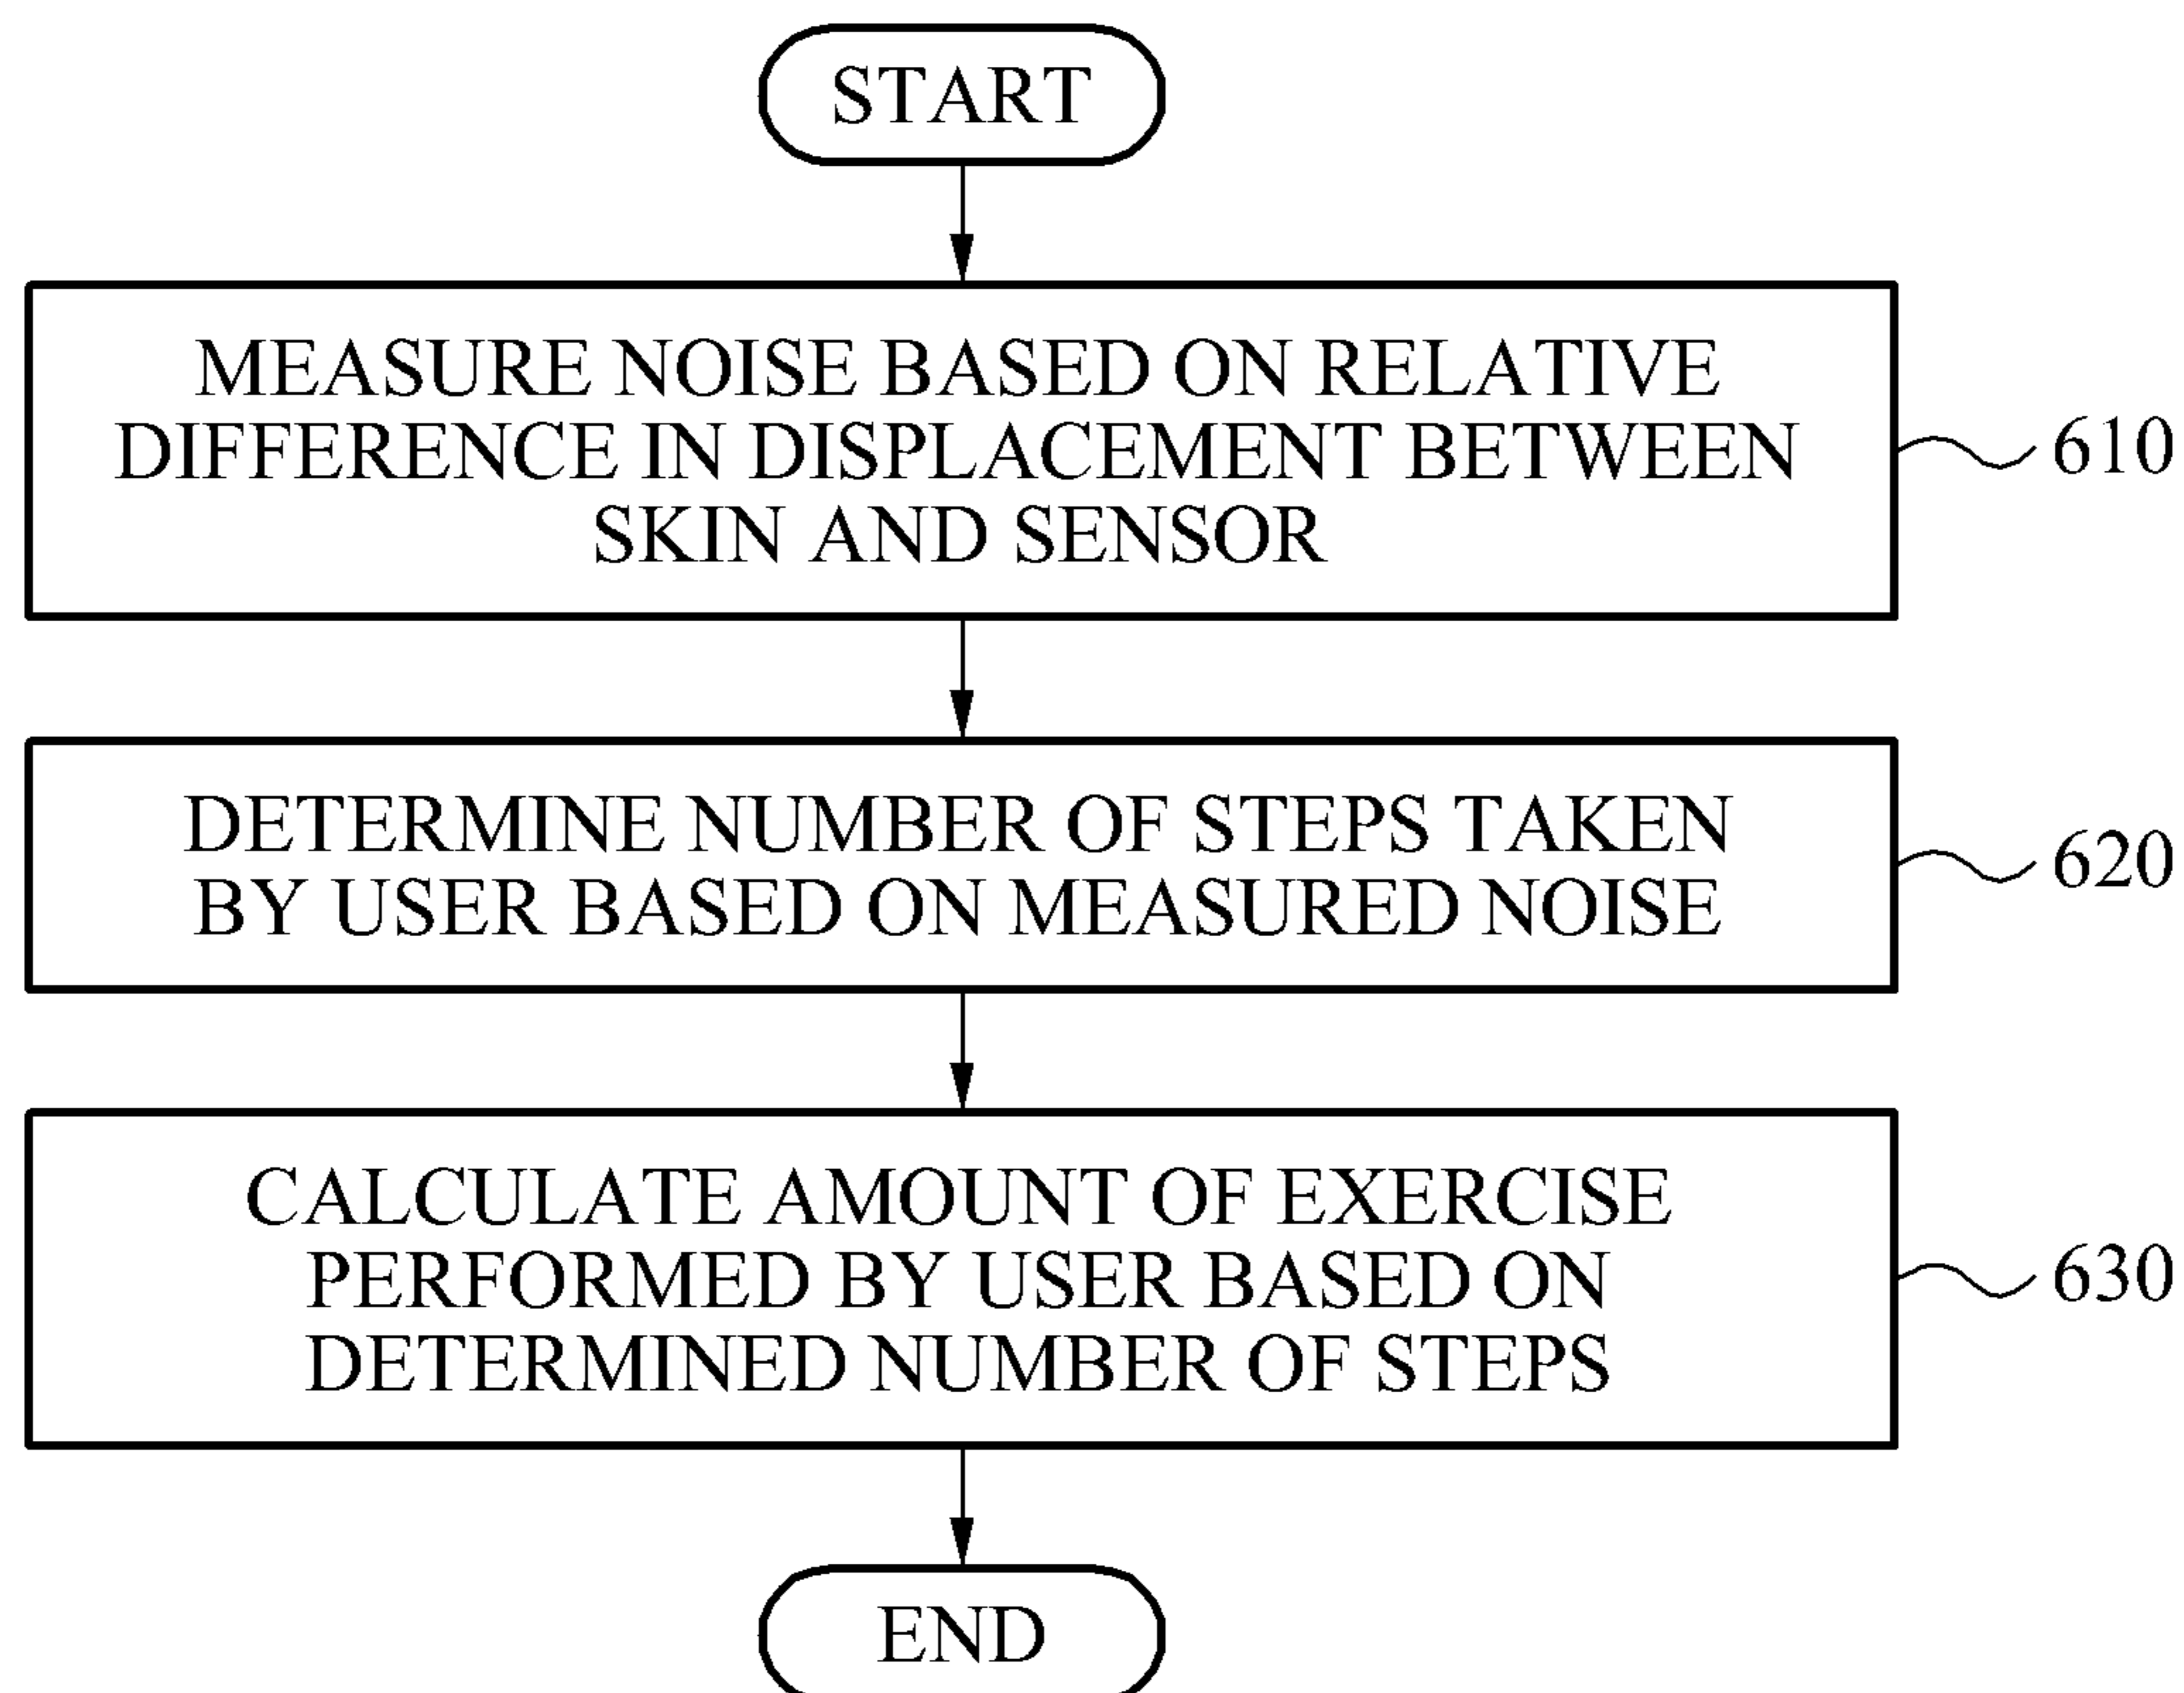 START
MEASURE NOISE BASED ON RELATIVE
DIFFERENCE IN DISPLACEMENT BETWEEN
SKIN AND SENSOR
610
DETERMINE NUMBER OF STEPS TAKEN
BY USER BASED ON MEASURED NOISE
620
CALCULATE AMOUNT OF EXERCISE
PERFORMED BY USER BASED ON
DETERMINED NUMBER OF STEPS
630
END